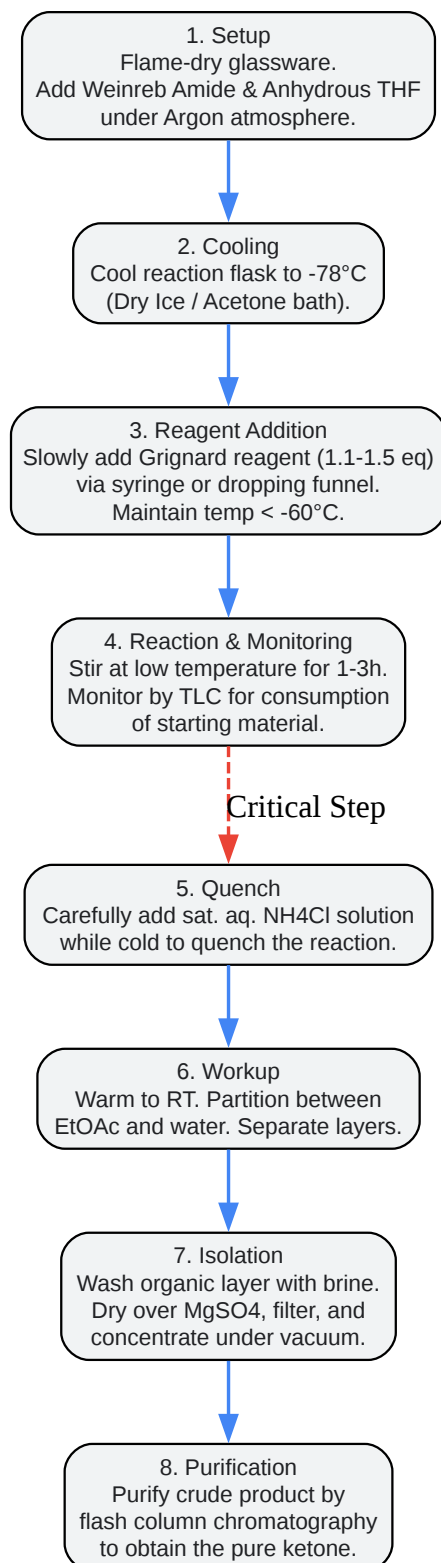 1. Setup
Flame-dry glassware.
Add Weinreb Amide & Anhydrous THF
under Argon atmosphere.
2. Cooling
Cool reaction flask to -78°C
(Dry Ice / Acetone bath).
3. Reagent Addition
Slowly add Grignard reagent (1.1-1.5 eq)
via syringe or dropping funnel.
Maintain temp < -60°C.
4. Reaction & Monitoring
Stir at low temperature for 1-3h.
Monitor by TLC for consumption
of starting material.
Critical Step
5. Quench
Carefully add sat. aq. NH4Cl solution
while cold to quench the reaction.
6. Workup
Warm to RT. Partition between
EtOAc and water. Separate layers.
7. Isolation
Wash organic layer with brine.
Dry over MgSO4, filter, and
concentrate under vacuum.
8. Purification
Purify crude product by
flash column chromatography
to obtain the pure ketone.